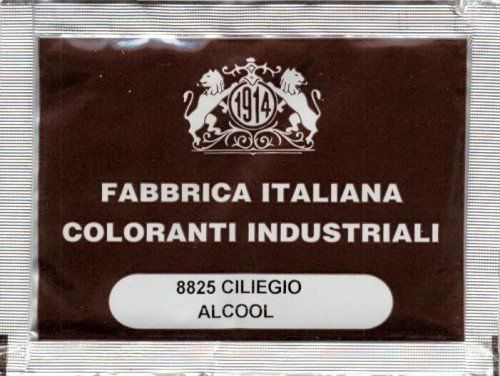 1914
FABBRICA ITALIANA
COLORANTI INDUSTRIALI
8825 CILIEGIO
ALCOOL